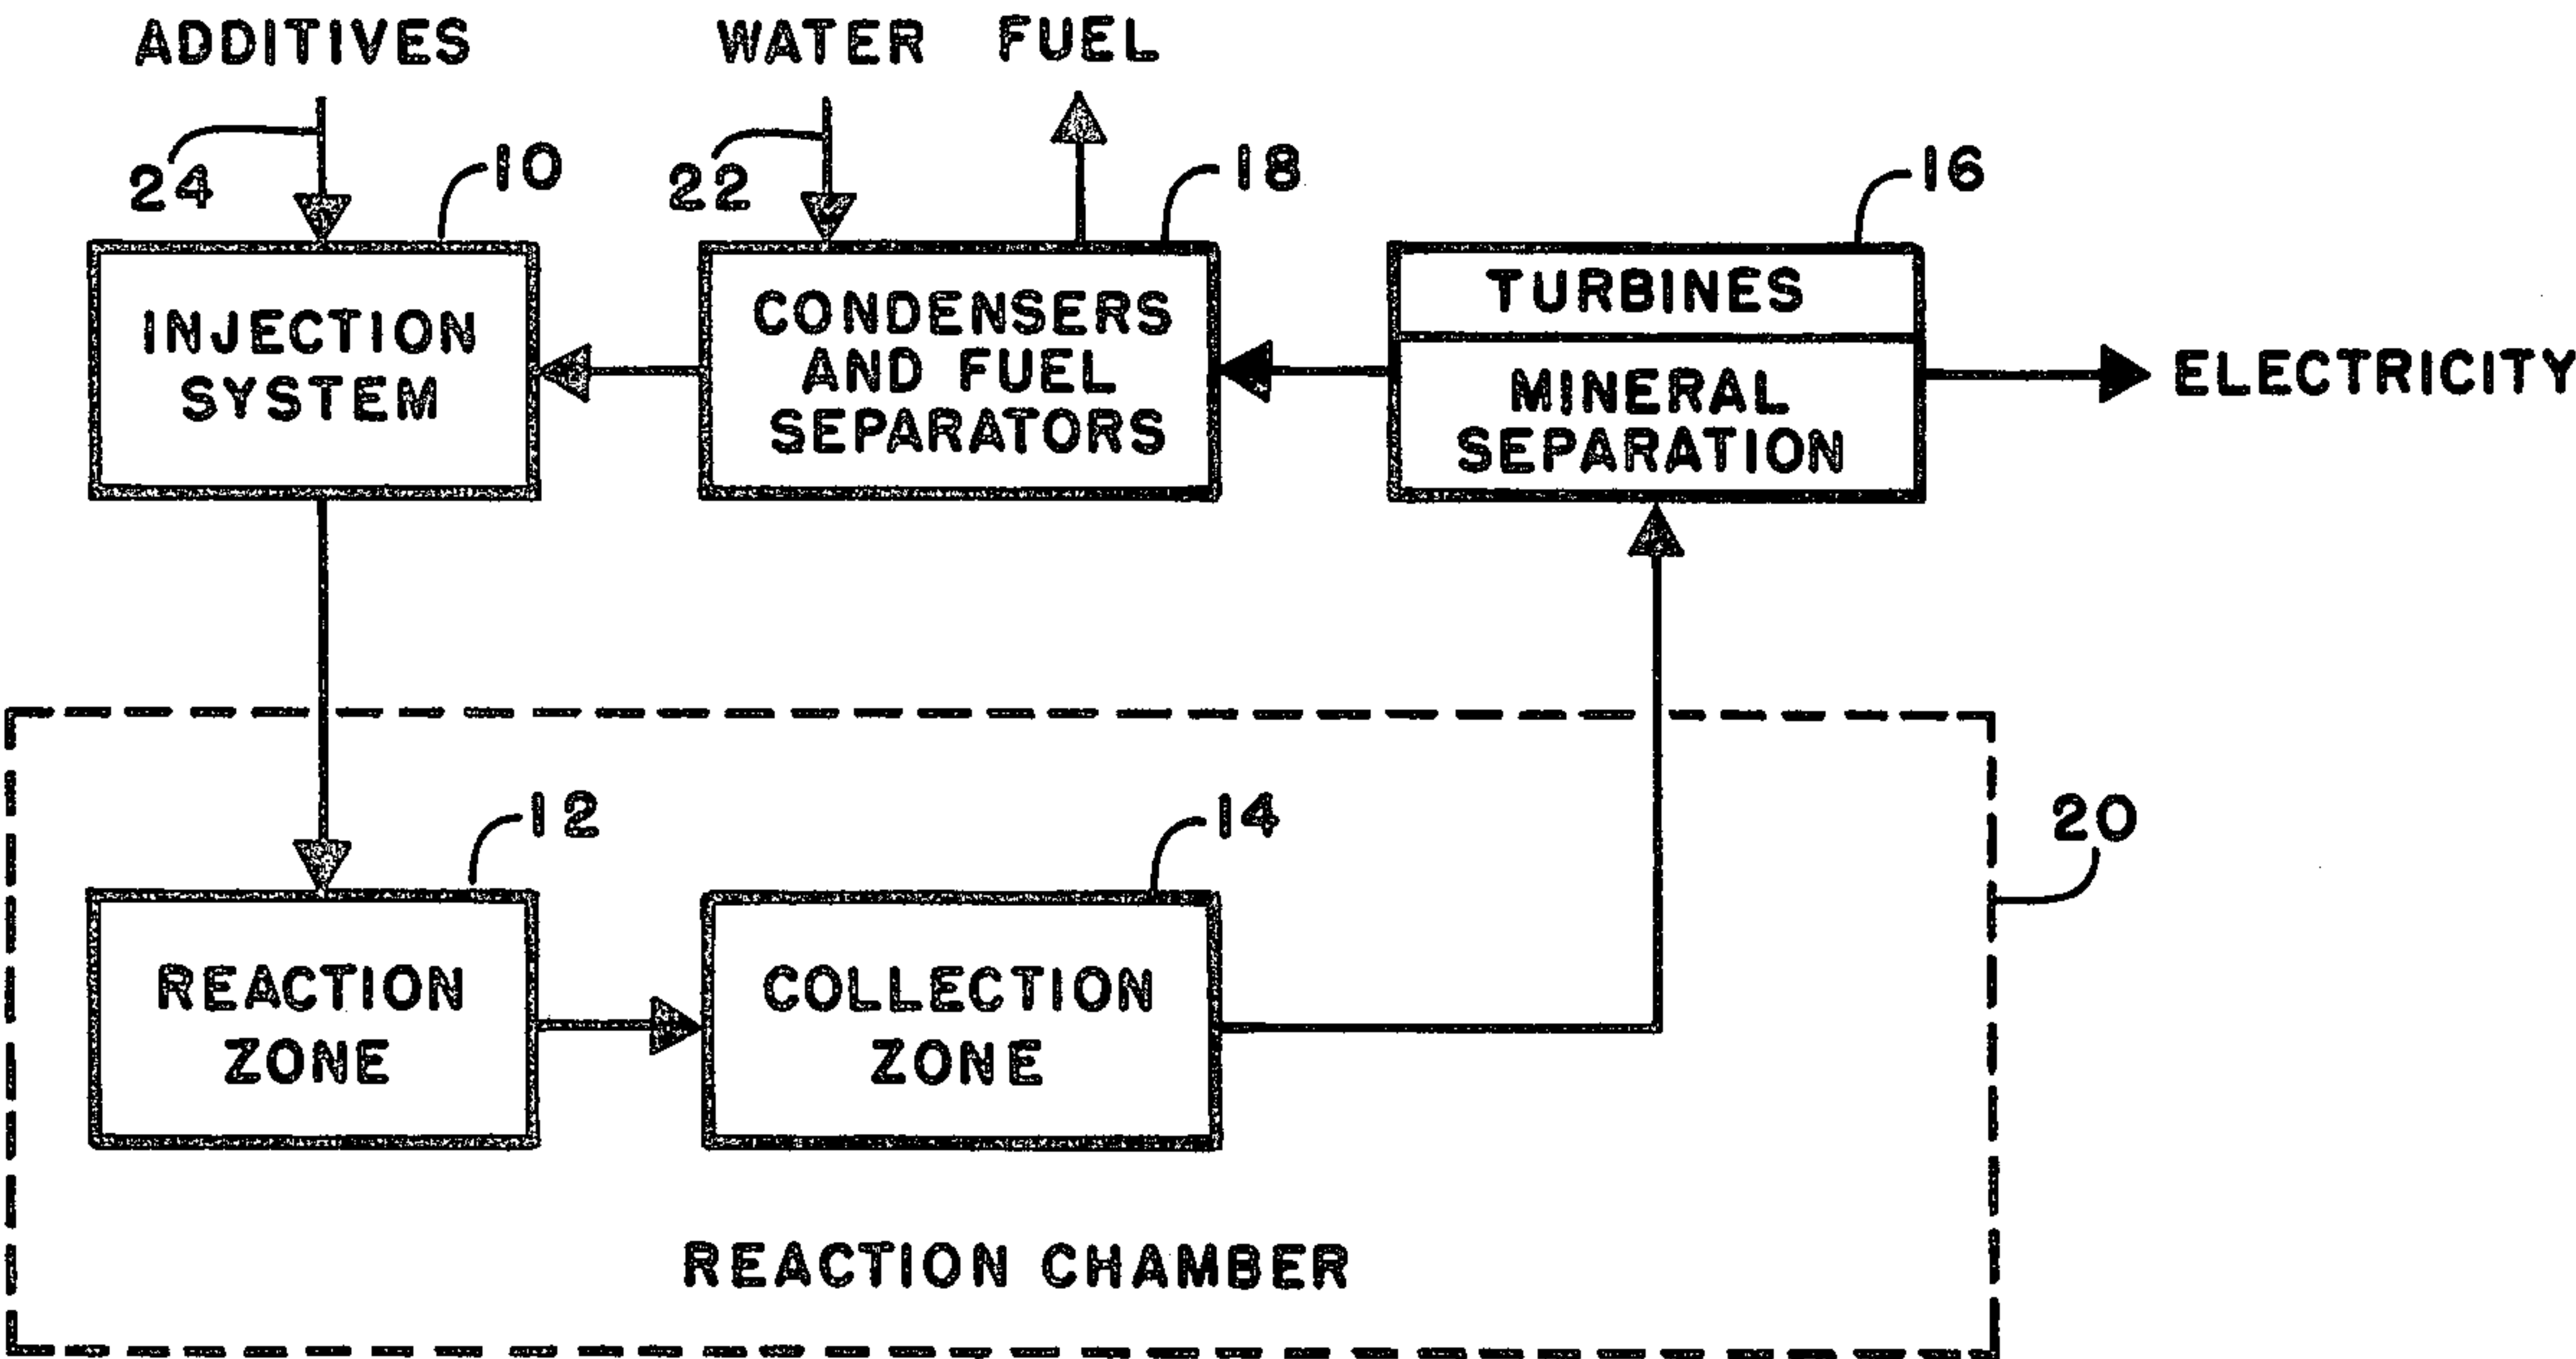 ADDITIVES
WATER FUEL
24
10
22
18
16
INJECTION
SYSTEM
CONDENSERS
AND FUEL
SEPARATORS
TURBINES
MINERAL
SEPARATION
ELECTRICITY
12
14
20
REACTION
ZONE
COLLECTION
ZONE
REACTION CHAMBER